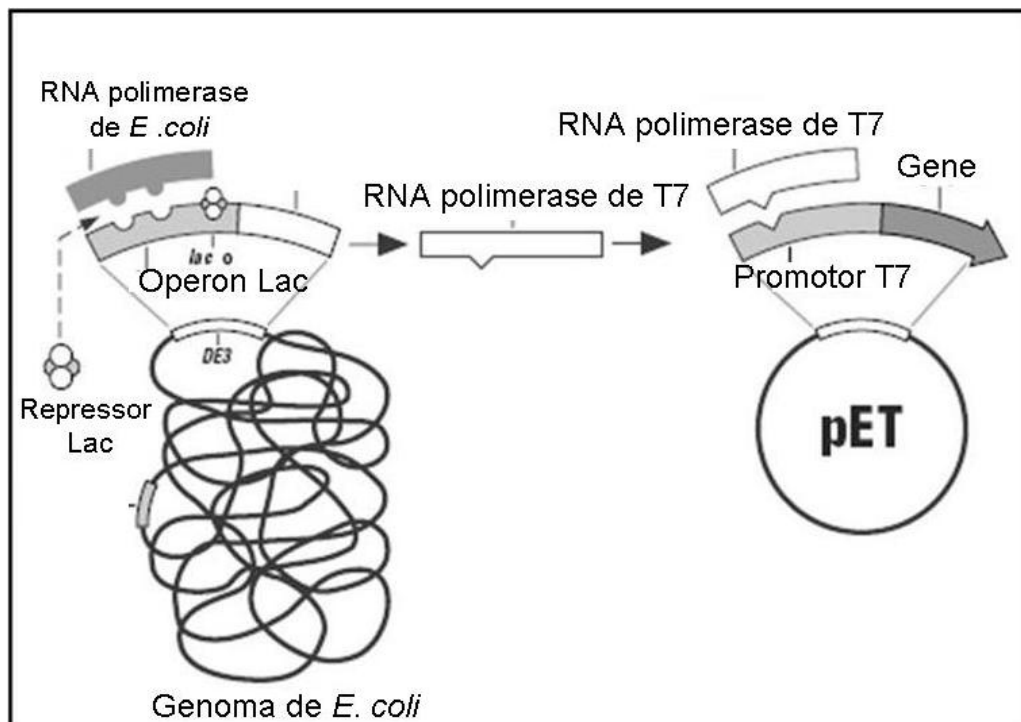 RNA polimerase
de E .coli
RNA polimerase de T7
Gene
RNA polimerase de T7
lac o
Operon Lac
Promotor T7
DE3
Repressor
Lac
pET
Genoma de E. coli